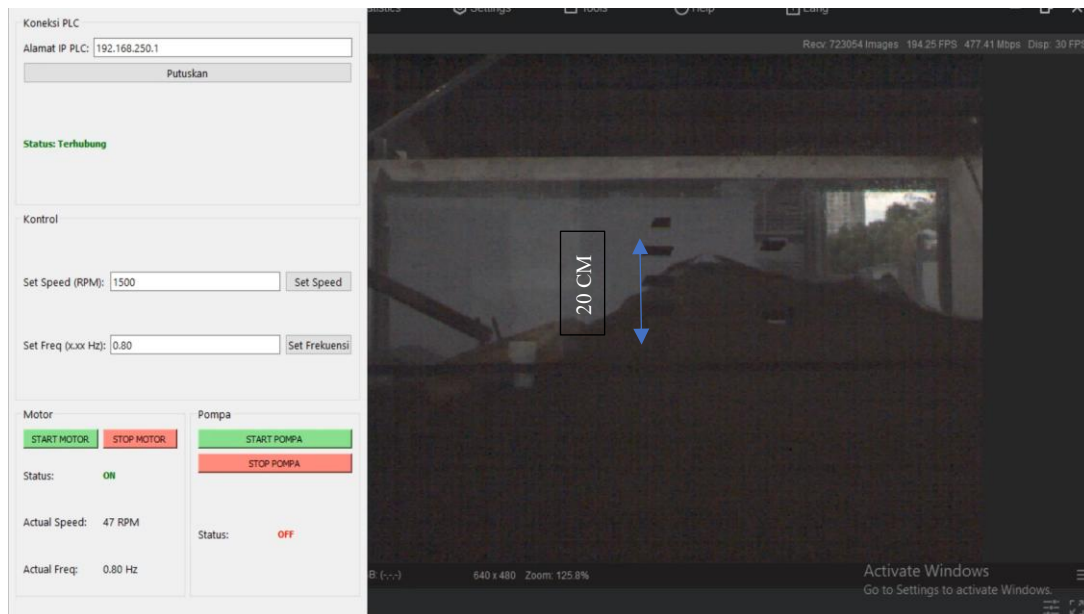 Koneksi PLC
Alamat IP PLC: 192.168.250.1
Putuskan
Status: Terhubung
Kontrol
Set Speed (RPM): 1500 Set Speed
Set Freq (x.xx Hz): 0.80 Set Frekuensi
Motor
START MOTOR STOP MOTOR
Status: ON
Actual Speed: 47 RPM
Actual Freq: 0.80 Hz
Pompa
START POMPA
STOP POMPA
Status: OFF
Settings Tools Help Lang
Recv: 723054 Images 194.25 FPS 477.41 Mbps Disp: 30 FPS
20 CM
640 x 480 Zoom: 125.8%
Activate Windows
Go to Settings to activate Windows.